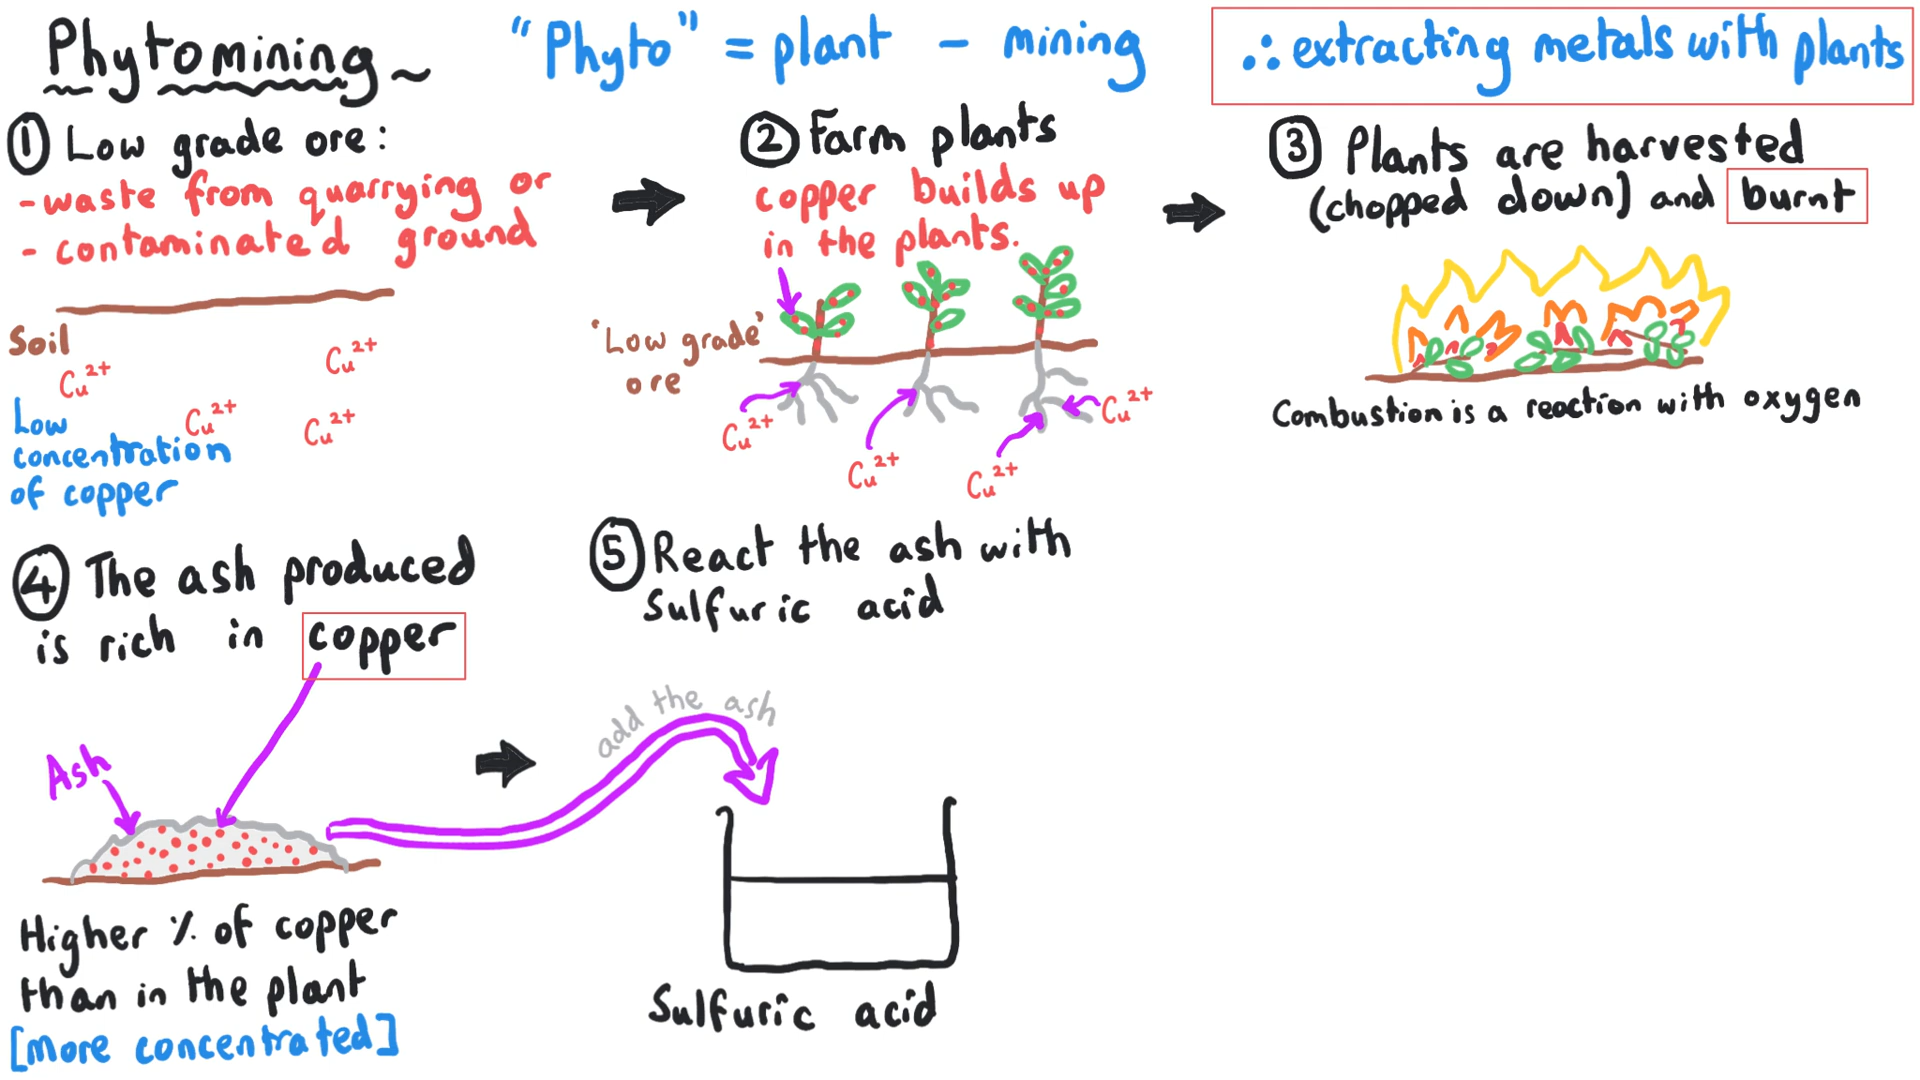 Phytomining
"Phyto" = plant - mining
∴ extracting metals with plants
① Low grade ore:
- waste from quarrying or
- contaminated ground
Soil
Cu²⁺
Cu²⁺
Cu²⁺
Cu²⁺
Low
concentration
of copper
② Farm plants
copper builds up
in the plants.
'Low grade'
ore
Cu²⁺
Cu²⁺
Cu²⁺
Cu²⁺
③ Plants are harvested
(chopped down) and burnt
Combustion is a reaction with oxygen
④ The ash produced
is rich in copper
Ash
Higher % of copper
than in the plant
[more concentrated]
⑤ React the ash with
Sulfuric acid
add the ash
Sulfuric acid